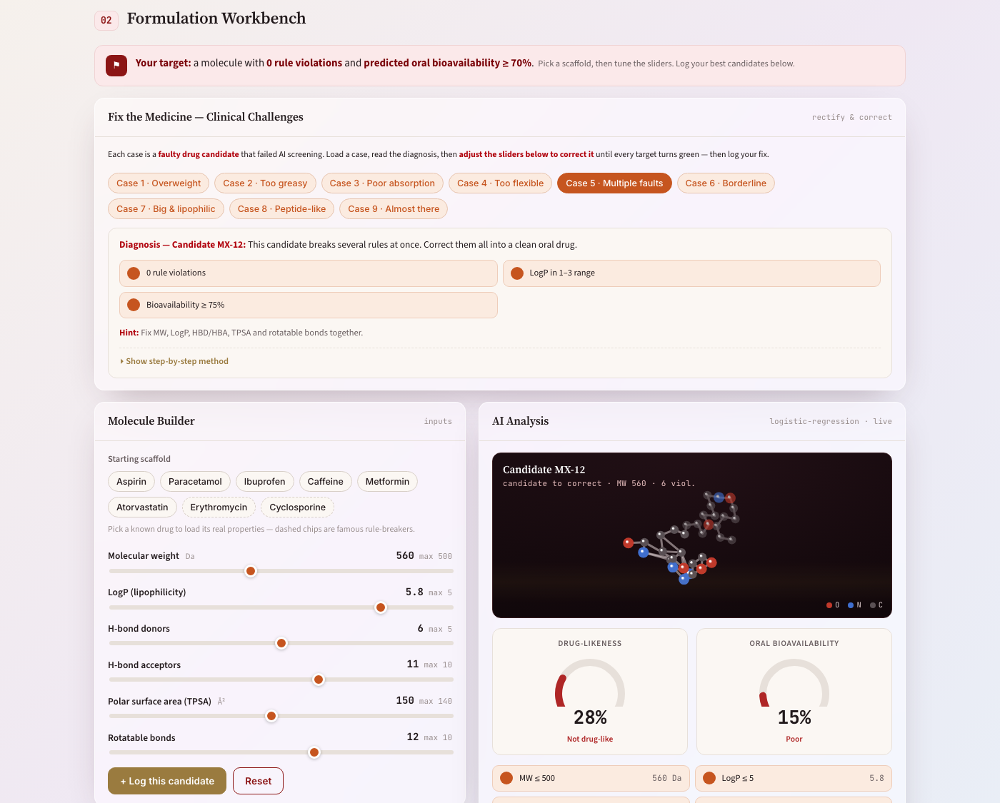 02 Formulation Workbench
Your target: a molecule with 0 rule violations and predicted oral bioavailability ≥ 70%. Pick a scaffold, then tune the sliders. Log your best candidates below.
Fix the Medicine — Clinical Challenges
rectify & correct
Each case is a faulty drug candidate that failed AI screening. Load a case, read the diagnosis, then adjust the sliders below to correct it until every target turns green — then log your fix.
Case 1 · Overweight
Case 2 · Too greasy
Case 3 · Poor absorption
Case 4 · Too flexible
Case 5 · Multiple faults
Case 6 · Borderline
Case 7 · Big & lipophilic
Case 8 · Peptide-like
Case 9 · Almost there
Diagnosis — Candidate MX-12: This candidate breaks several rules at once. Correct them all into a clean oral drug.
0 rule violations
LogP in 1–3 range
Bioavailability ≥ 75%
Hint: Fix MW, LogP, HBD/HBA, TPSA and rotatable bonds together.
Show step-by-step method
Molecule Builder
inputs
Starting scaffold
Aspirin
Paracetamol
Ibuprofen
Caffeine
Metformin
Atorvastatin
Erythromycin
Cyclosporine
Pick a known drug to load its real properties — dashed chips are famous rule-breakers.
Molecular weight Da 560 max 500
LogP (lipophilicity) 5.8 max 5
H-bond donors 6 max 5
H-bond acceptors 11 max 10
Polar surface area (TPSA) Å² 150 max 140
Rotatable bonds 12 max 10
+ Log this candidate
Reset
AI Analysis
logistic-regression · live
Candidate MX-12
candidate to correct · MW 560 · 6 viol.
O N C
DRUG-LIKENESS
28%
Not drug-like
ORAL BIOAVAILABILITY
15%
Poor
MW ≤ 500 560 Da
LogP ≤ 5 5.8